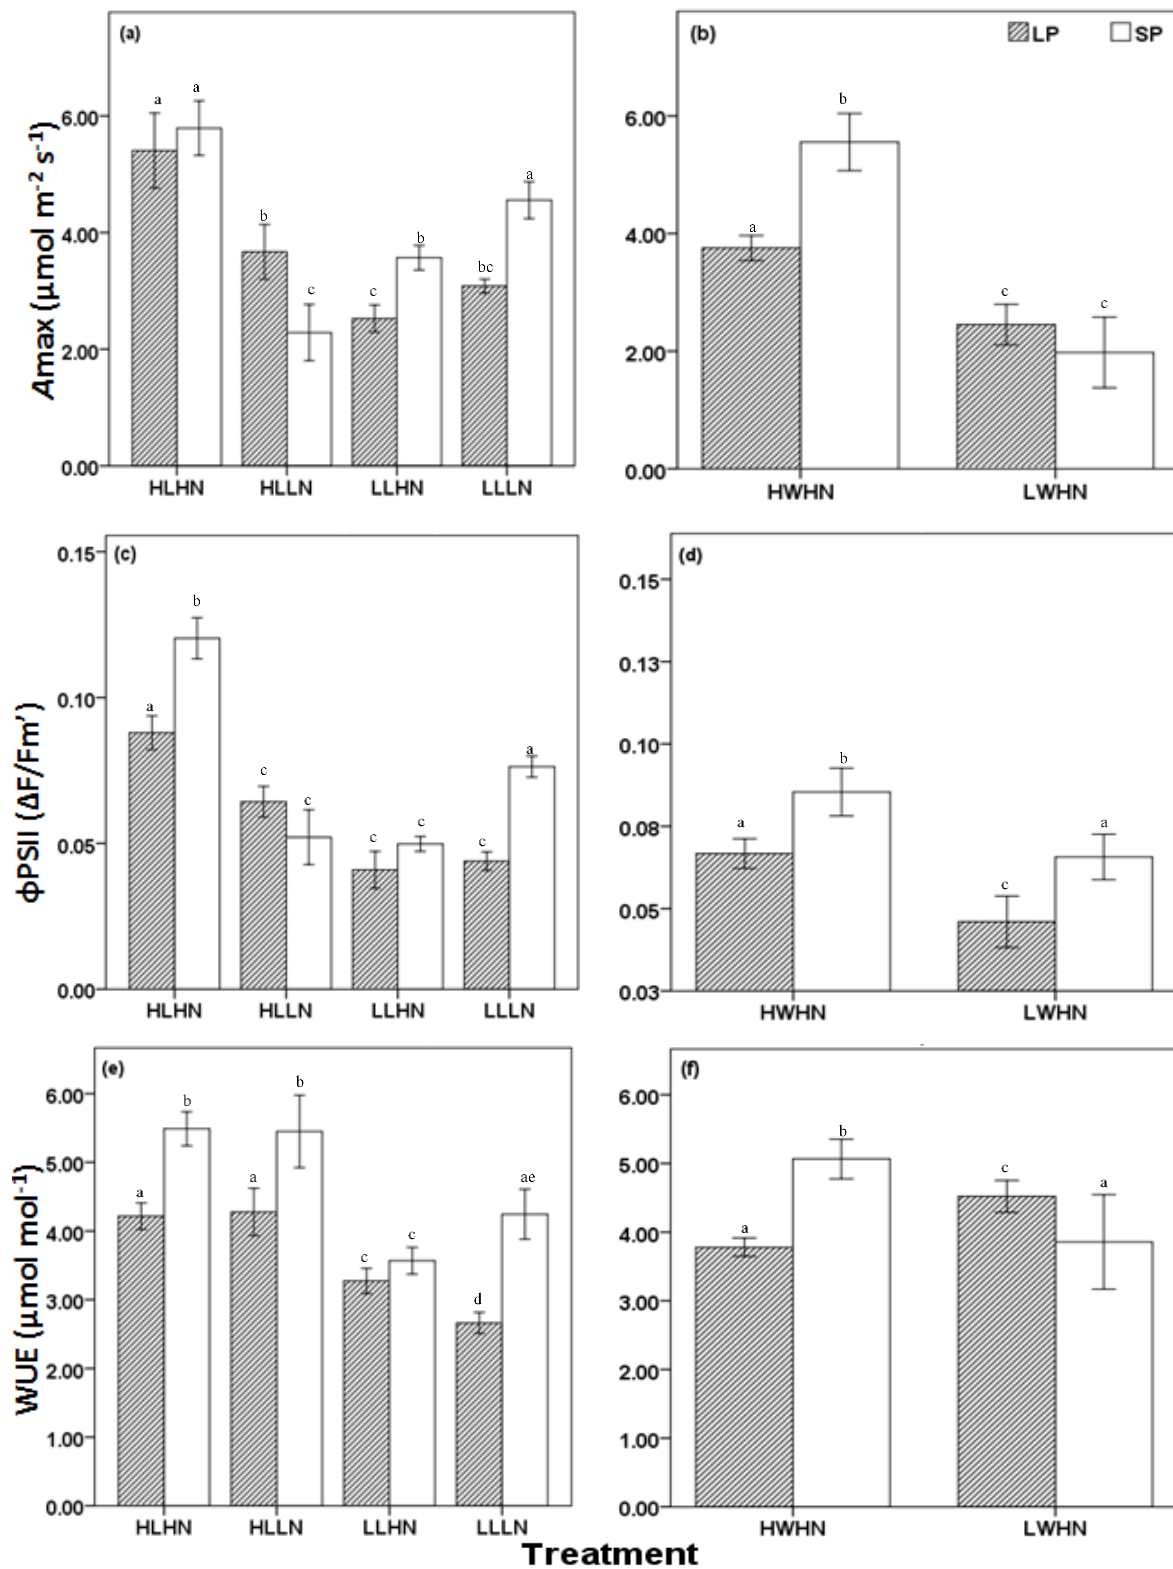 (a)
a
a
b
c
c
b
bc
a
6.00
4.00
2.00
0.00
HLHN HLLN LLHN LLLN
Amax (μmol m-2 s-1)
(b)
LP SP
a
b
c
c
6.00
4.00
2.00
0.00
HWHN LWHN
(c)
a
b
c
c
c
c
c
a
0.15
0.10
0.05
0.00
HLHN HLLN LLHN LLLN
ϕPSII (ΔF/Fm’)
(d)
a
b
c
a
0.15
0.13
0.10
0.08
0.05
0.03
HWHN LWHN
(e)
a
b
a
b
c
c
d
ae
6.00
5.00
4.00
3.00
2.00
1.00
0.00
HLHN HLLN LLHN LLLN
WUE (μmol mol-1)
(f)
a
b
c
a
6.00
5.00
4.00
3.00
2.00
1.00
0.00
HWHN LWHN
Treatment